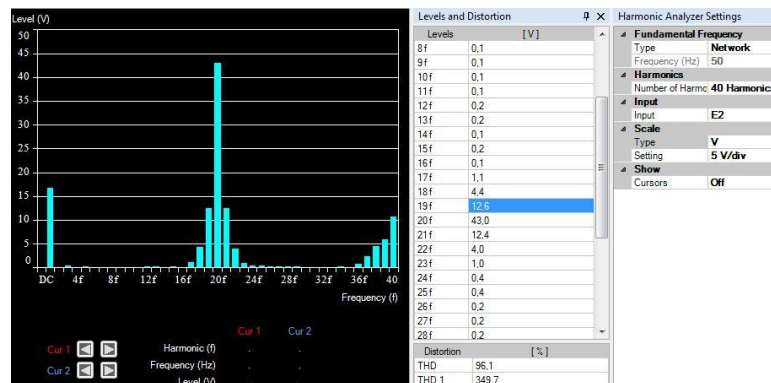 Level (V)
50
45
40
35
30
25
20
15
10
5
0
DC 4f 8f 12f 16f 20f 24f 28f 32f 36f 40
Frequency (f)
Cur 1 Cur 2
Cur 1 Harmonic (f) . .
Cur 2 Frequency (Hz) . .
Level (V)
Levels and Distortion
Levels [ V ]
8f 0,1
9f 0,1
10f 0,1
11f 0,1
12f 0,2
13f 0,2
14f 0,1
15f 0,2
16f 0,1
17f 1,1
18f 4,4
19f 12,6
20f 43,0
21f 12,4
22f 4,0
23f 1,0
24f 0,4
25f 0,4
26f 0,2
27f 0,2
28f 0,2
Distortion [ % ]
THD 96,1
THD 1 349,7
Harmonic Analyzer Settings
Fundamental Frequency
Type Network
Frequency (Hz) 50
Harmonics
Number of Harmo 40 Harmonic
Input
Input E2
Scale
Type V
Setting 5 V/div
Show
Cursors Off